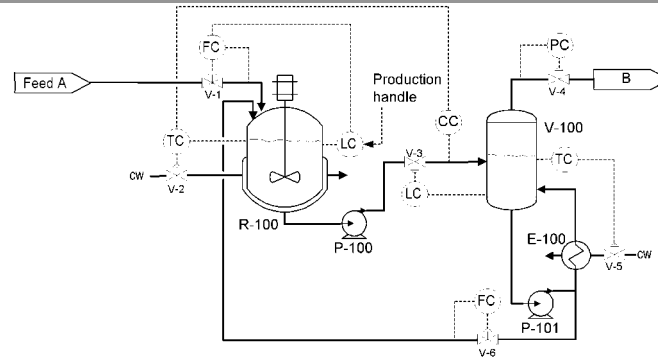 FC
PC
Feed A
B
V-1
V-4
Production
handle
V-100
CC
TC
LC
V-3
TC
CW
V-2
LC
R-100
P-100
E-100
V-5
CW
FC
P-101
V-6